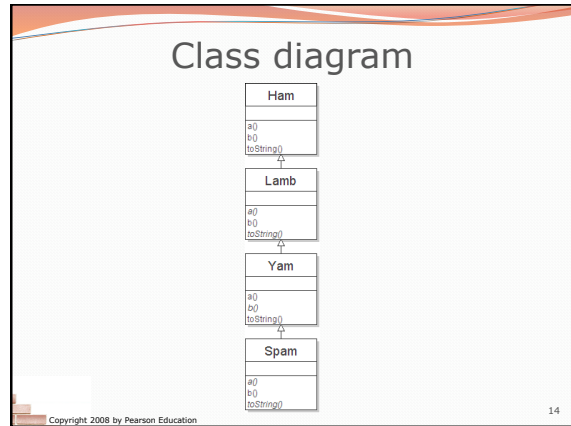 Class diagram
Ham
a()
b()
toString()
Lamb
a()
b()
toString()
Yam
a()
b()
toString()
Spam
a()
b()
toString()
Copyright 2008 by Pearson Education
14